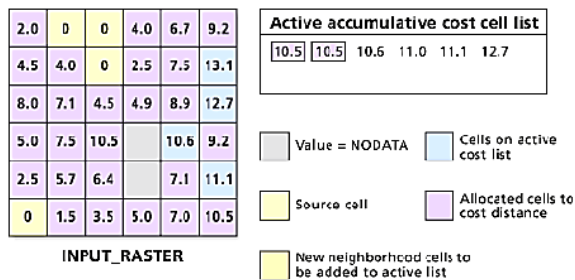 2.0 0 0 4.0 6.7 9.2
4.5 4.0 0 2.5 7.5 13.1
8.0 7.1 4.5 4.9 8.9 12.7
5.0 7.5 10.5 10.6 9.2
2.5 5.7 6.4 7.1 11.1
0 1.5 3.5 5.0 7.0 10.5
INPUT_RASTER
Active accumulative cost cell list
10.5 10.5 10.6 11.0 11.1 12.7
Value = NODATA
Cells on active
cost list
Source cell
Allocated cells to
cost distance
New neighborhood cells to
be added to active list